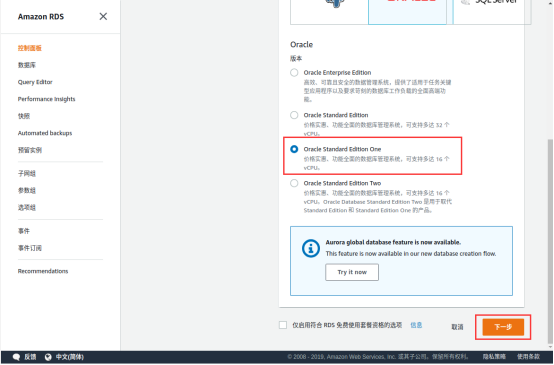 Amazon RDS
控制面板
数据库
Query Editor
Performance Insights
快照
Automated backups
预留实例
子网组
参数组
选项组
事件
事件订阅
Recommendations
SQL Server
Oracle
版本
Oracle Enterprise Edition
高效、可靠且安全的数据管理系统，提供了适用于任务关键
型应用程序以及要求苛刻的数据库工作负载的全面高端功
能。
Oracle Standard Edition
价格实惠、功能全面的数据库管理系统，可支持多达 32 个
vCPU。
Oracle Standard Edition One
价格实惠、功能全面的数据库管理系统，可支持多达 16 个
vCPU。
Oracle Standard Edition Two
价格实惠、功能全面的数据库管理系统，可支持多达 16 个
vCPU。Oracle Database Standard Edition Two 是用于取代
Standard Edition 和 Standard Edition One 的产品。
Aurora global database feature is now available.
This feature is now available in our new database creation flow.
Try it now
仅启用符合 RDS 免费使用套餐资格的选项 信息
取消
下一步
反馈
中文(简体)
© 2008 - 2019, Amazon Web Services, Inc. 或其子公司。保留所有权利。
隐私策略
使用条款